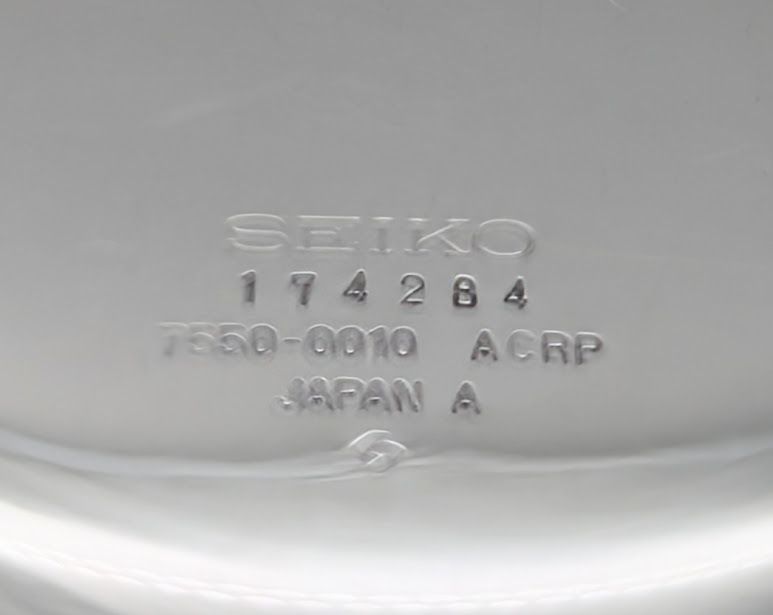 SEIKO
174284
7550-0010 ACRP
JAPAN A